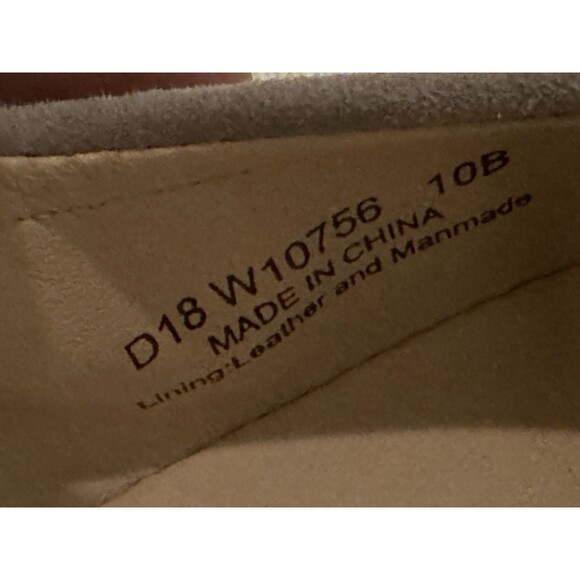 D18 W10756 10B
MADE IN CHINA
Lining:Leather and Manmade